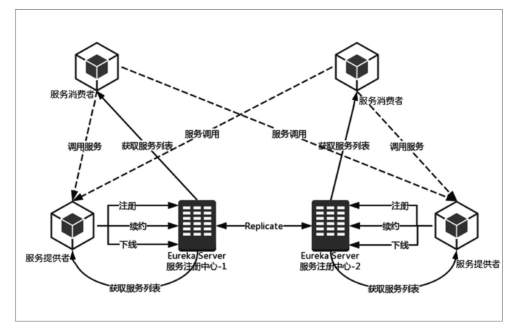 服务消费者
服务消费者
调用服务
获取服务列表
服务调用
服务调用
获取服务列表
调用服务
注册
续约
下线
Replicate
注册
续约
下线
服务提供者
Eureka Server
服务注册中心-1
Eureka Server
服务注册中心-2
服务提供者
获取服务列表
获取服务列表